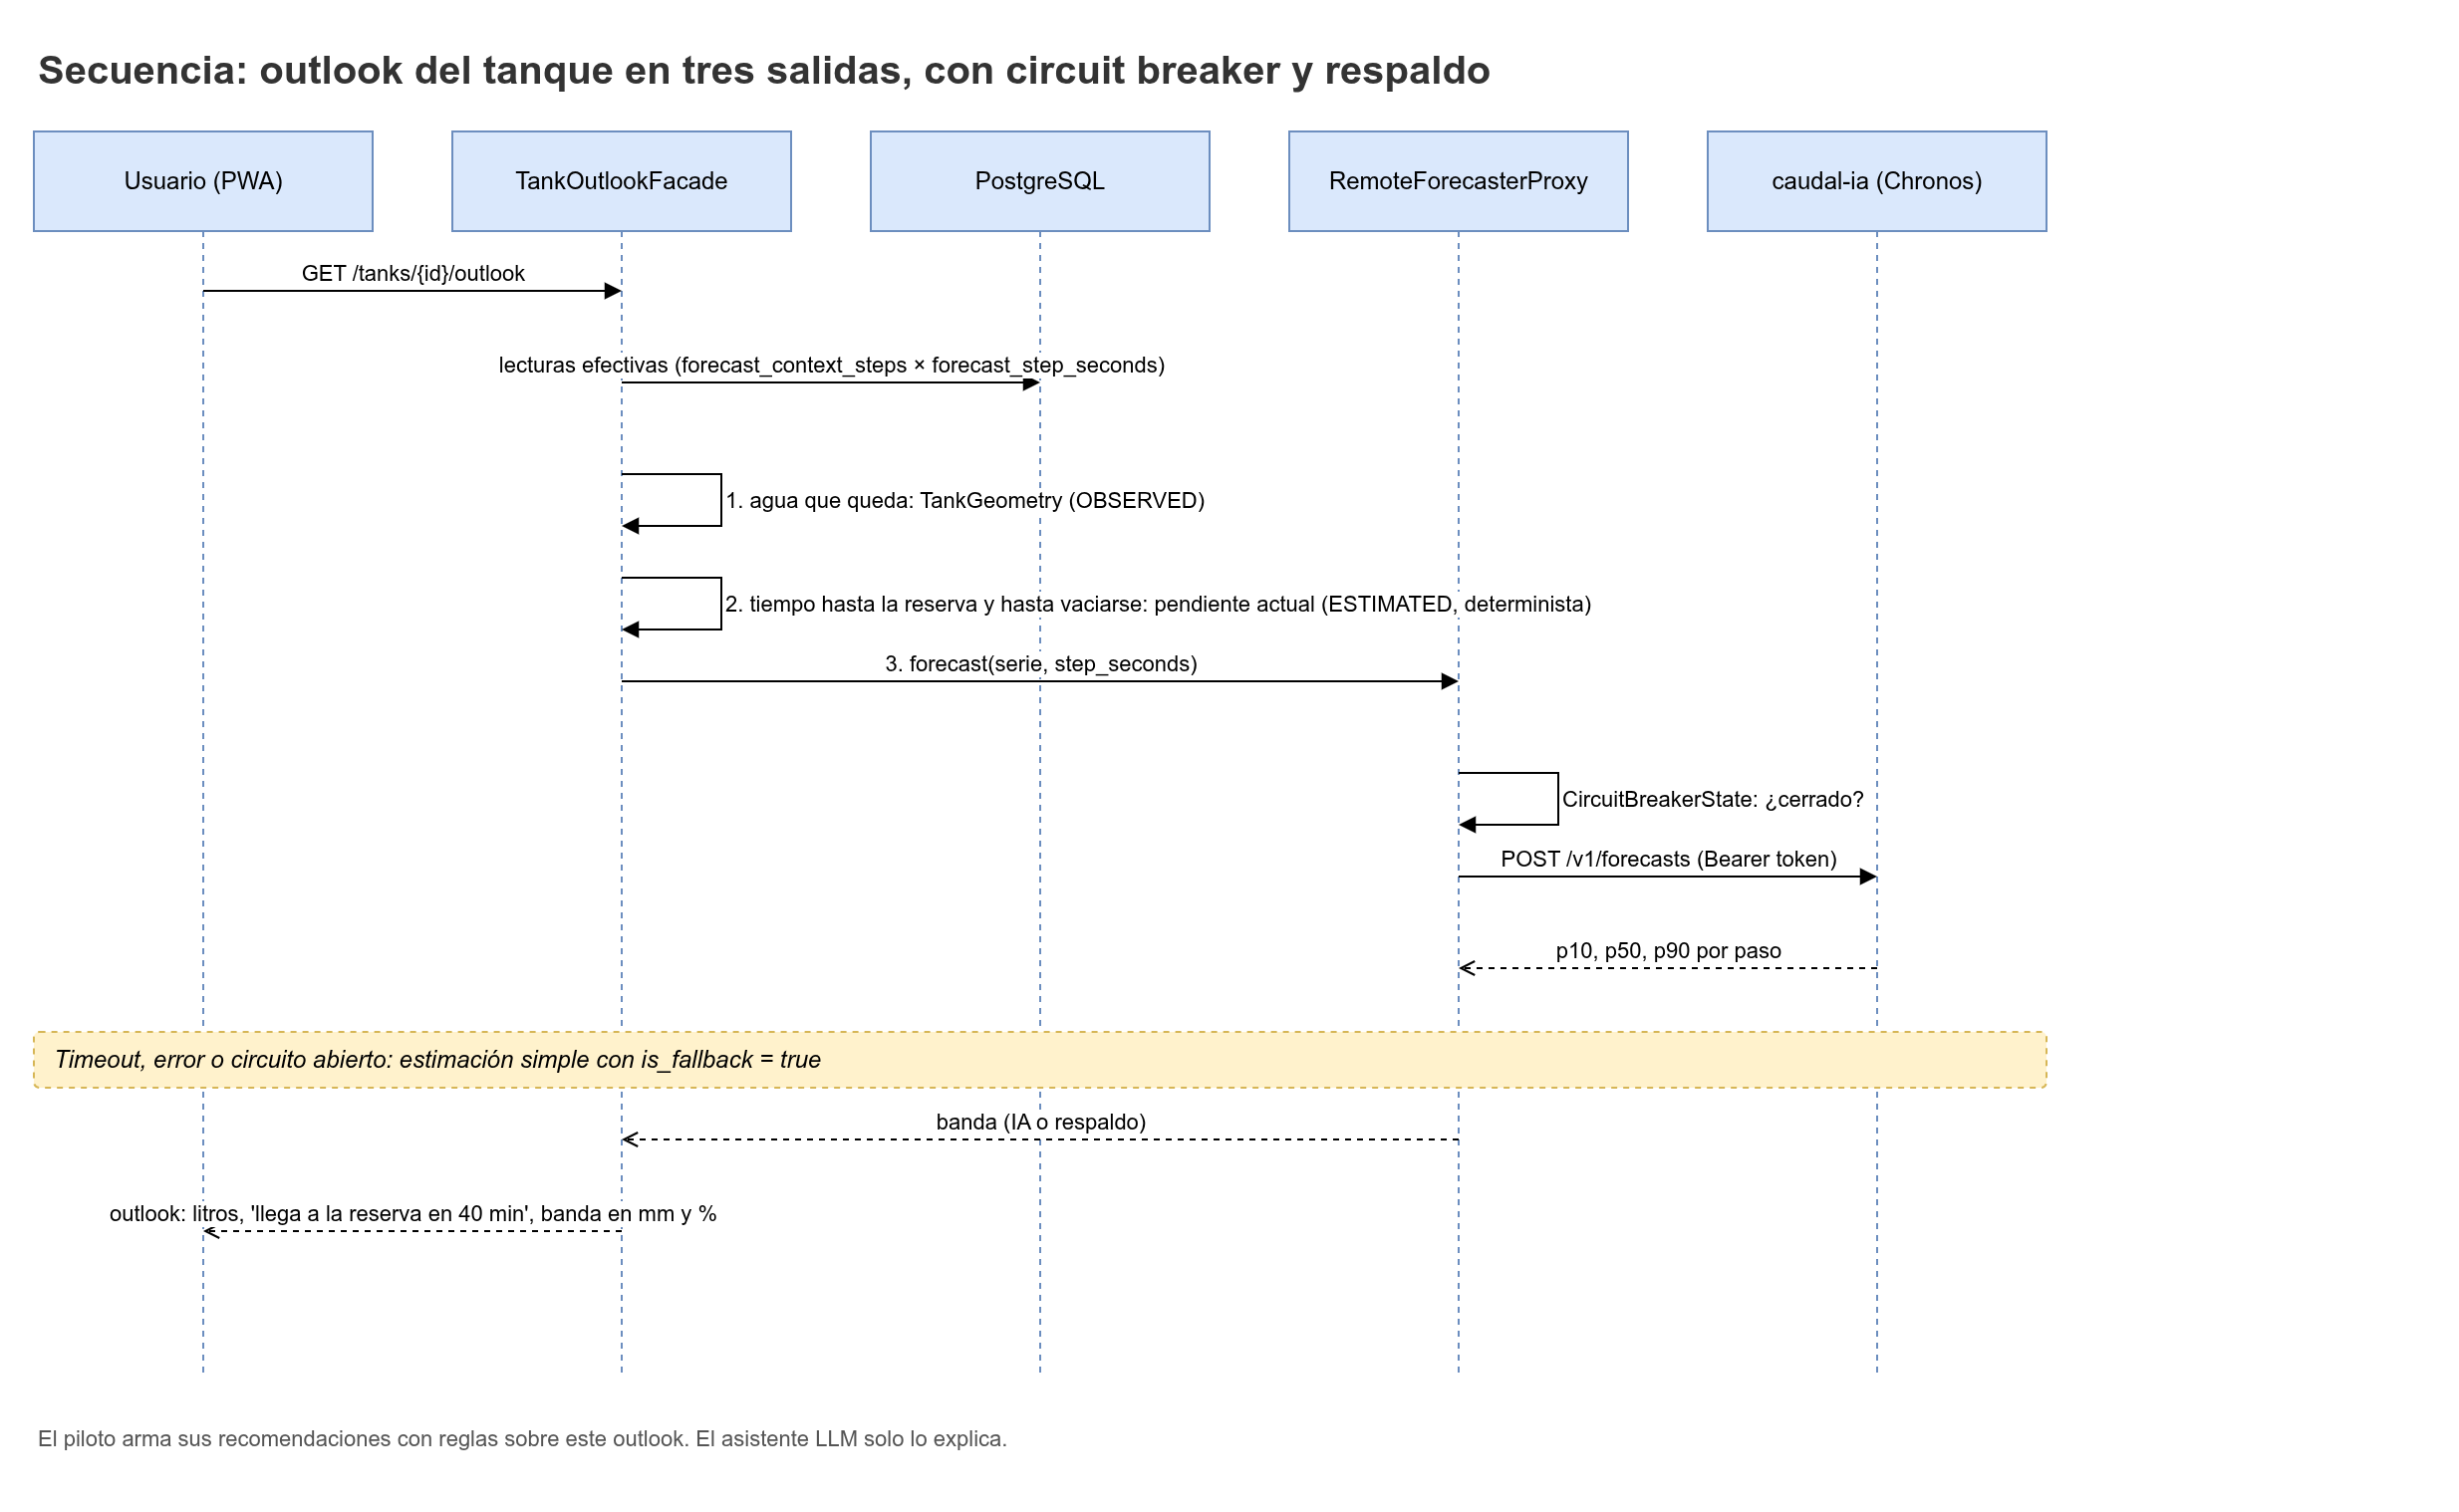 Secuencia: outlook del tanque en tres salidas, con circuit breaker y respaldo
Usuario (PWA)
TankOutlookFacade
PostgreSQL
RemoteForecasterProxy
caudal-ia (Chronos)
GET /tanks/{id}/outlook
lecturas efectivas (forecast_context_steps × forecast_step_seconds)
1. agua que queda: TankGeometry (OBSERVED)
2. tiempo hasta la reserva y hasta vaciarse: pendiente actual (ESTIMATED, determinista)
3. forecast(serie, step_seconds)
CircuitBreakerState: ¿cerrado?
POST /v1/forecasts (Bearer token)
p10, p50, p90 por paso
Timeout, error o circuito abierto: estimación simple con is_fallback = true
banda (IA o respaldo)
outlook: litros, 'llega a la reserva en 40 min', banda en mm y %
El piloto arma sus recomendaciones con reglas sobre este outlook. El asistente LLM solo lo explica.